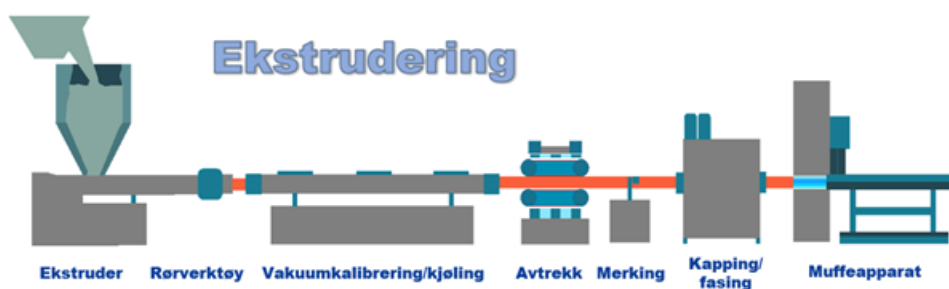 Ekstrudering
Ekstruder
Rørverktøy
Vakuumkalibrering/kjøling
Avtrekk
Merking
Kapping/
fasing
Muffeapparat